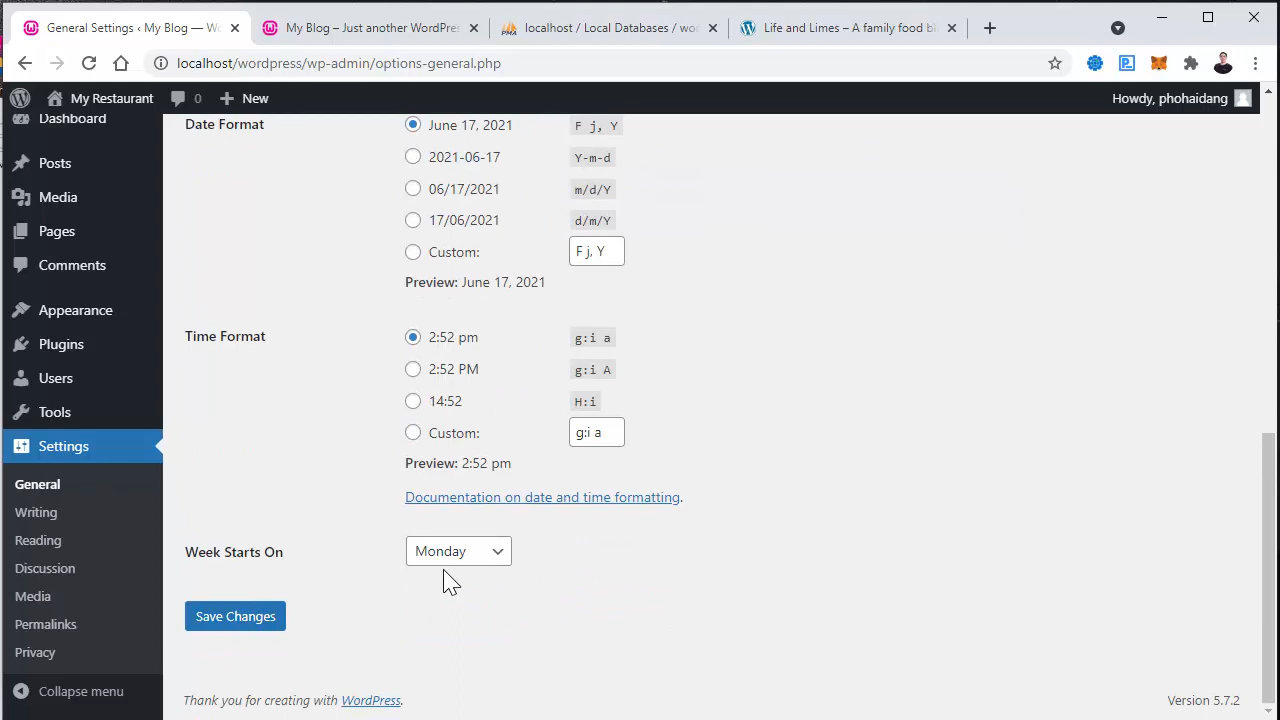 General Settings ‹ My Blog — Wo
My Blog – Just another WordPres
localhost / Local Databases / wor
Life and Limes – A family food bl
localhost/wordpress/wp-admin/options-general.php
My Restaurant 0 New Howdy, phohaidang
Dashboard
Posts
Media
Pages
Comments
Appearance
Plugins
Users
Tools
Settings
General
Writing
Reading
Discussion
Media
Permalinks
Privacy
Collapse menu
Date Format
June 17, 2021 F j, Y
2021-06-17 Y-m-d
06/17/2021 m/d/Y
17/06/2021 d/m/Y
Custom: F j, Y
Preview: June 17, 2021
Time Format
2:52 pm g:i a
2:52 PM g:i A
14:52 H:i
Custom: g:i a
Preview: 2:52 pm
Documentation on date and time formatting.
Week Starts On Monday
Save Changes
Thank you for creating with WordPress. Version 5.7.2